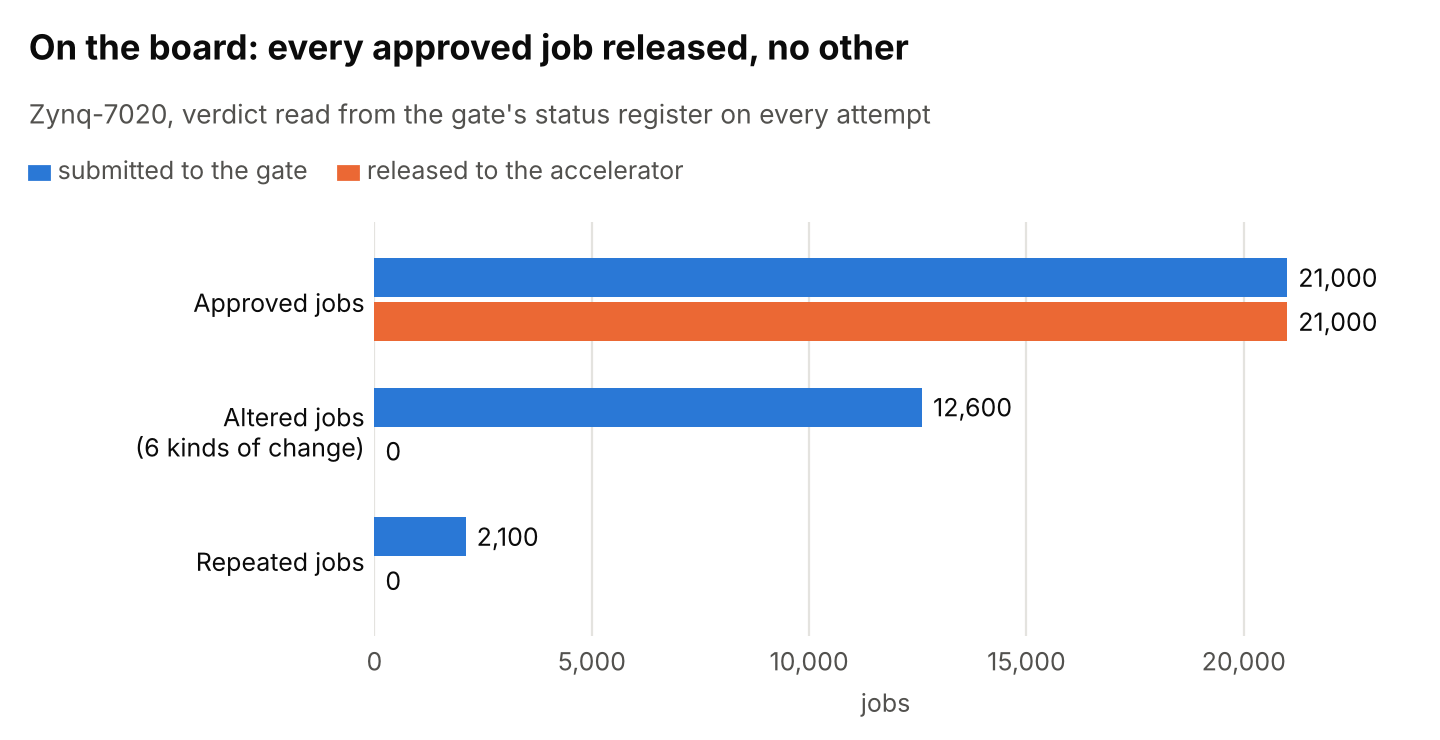 On the board: every approved job released, no other
Zynq-7020, verdict read from the gate's status register on every attempt
submitted to the gate
released to the accelerator
Approved jobs
21,000
21,000
Altered jobs
(6 kinds of change)
12,600
0
Repeated jobs
2,100
0
0
5,000
10,000
15,000
20,000
jobs